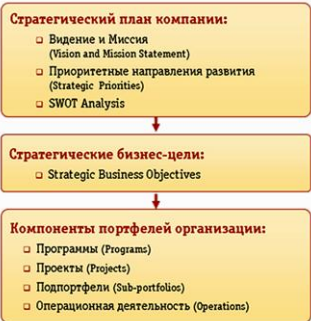 Стратегический план компании:
Видение и Миссия
(Vision and Mission Statement)
Приоритетные направления развития
(Strategic Priorities)
SWOT Analysis
Стратегические бизнес-цели:
Strategic Business Objectives
Компоненты портфелей организации:
Программы (Programs)
Проекты (Projects)
Подпортфели (Sub-portfolios)
Операционная деятельность (Operations)